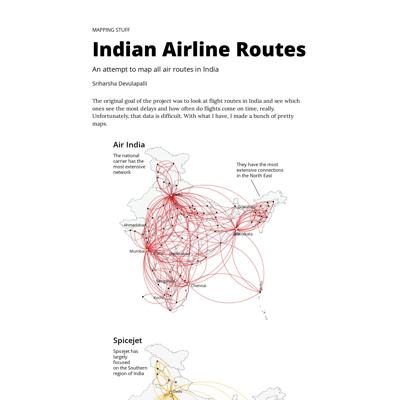 MAPPING STUFF
Indian Airline Routes
An attempt to map all air routes in India
Sriharsha Devulapalli
The original goal of the project was to look at flight routes in India and see which
ones see the most delays and how often do flights come on time, really.
Unfortunately, that data is difficult. With what I have, I made a bunch of pretty
maps.
Air India
The national
carrier has the
most extensive
network
They have the most
extensive connections
in the North East
Ahmedabad
Mumbai
Chennai
Spicejet
Spicejet has
largely
focused
on the Southern
region of India
Delhi